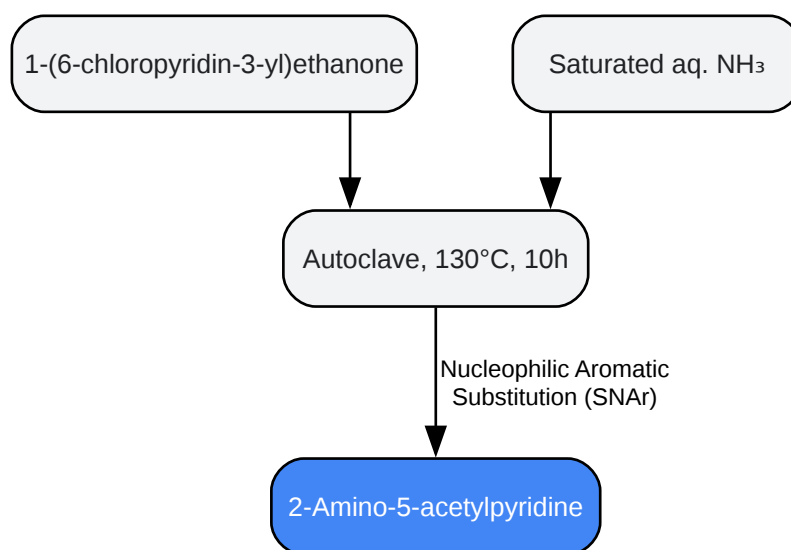 1-(6-chloropyridin-3-yl)ethanone
Saturated aq. NH₃
Autoclave, 130°C, 10h
Nucleophilic Aromatic
Substitution (SNAr)
2-Amino-5-acetylpyridine